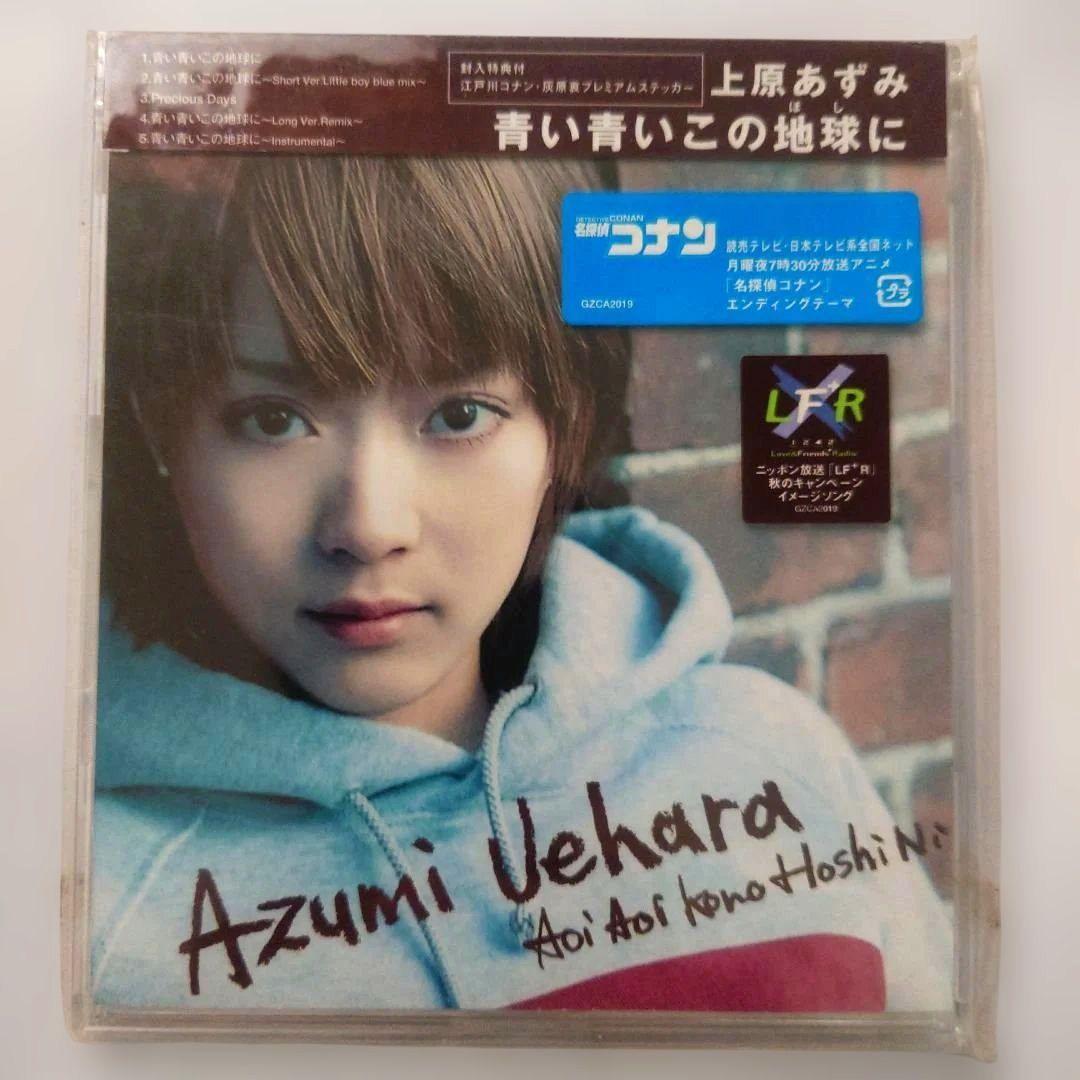 1.青い青いこの地球に
2.青い青いこの地球に～Short Ver.Little boy blue mix～
3.Precious Days
4.青い青いこの地球に～Long Ver.Remix～
5.青い青いこの地球に～Instrumental～
封入特典付
江戸川コナン・灰原哀プレミアムステッカー
上原あずみ
ほし
青い青いこの地球に
DETECTIVE CONAN
名探偵コナン
読売テレビ・日本テレビ系全国ネット
月曜夜7時30分放送アニメ
「名探偵コナン」
エンディングテーマ
GZCA2019
プラ
LF+R
1242
Love&Friends Radio
ニッポン放送「LF+R」
秋のキャンペーン
イメージソング
GZCA2019
Azumi Uehara
Aoi Aoi Kono Hoshi Ni